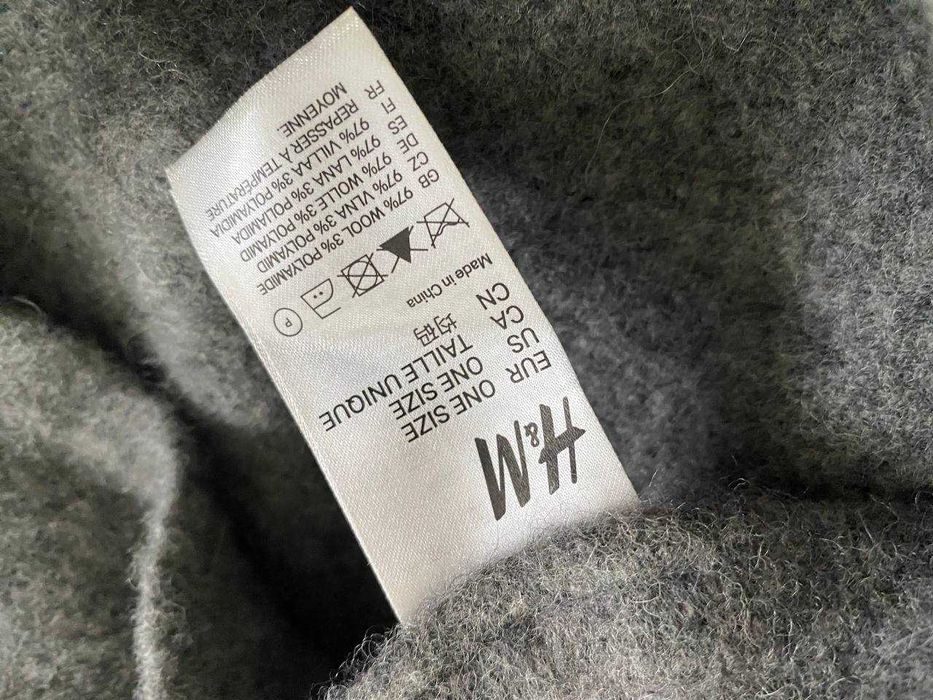 H&M
EUR ONE SIZE
US ONE SIZE
CA TAILLE UNIQUE
CN 均码
Made in China
P
GB 97% WOOL 3% POLYAMIDE
CZ 97% VLNA 3% POLYAMID
DE 97% WOLLE 3% POLYAMID
ES 97% LANA 3% POLIAMIDA
FI 97% VILLAA 3% POLYAMIDIA
FR REPASSER À TEMPÉRATURE
MOYENNE.